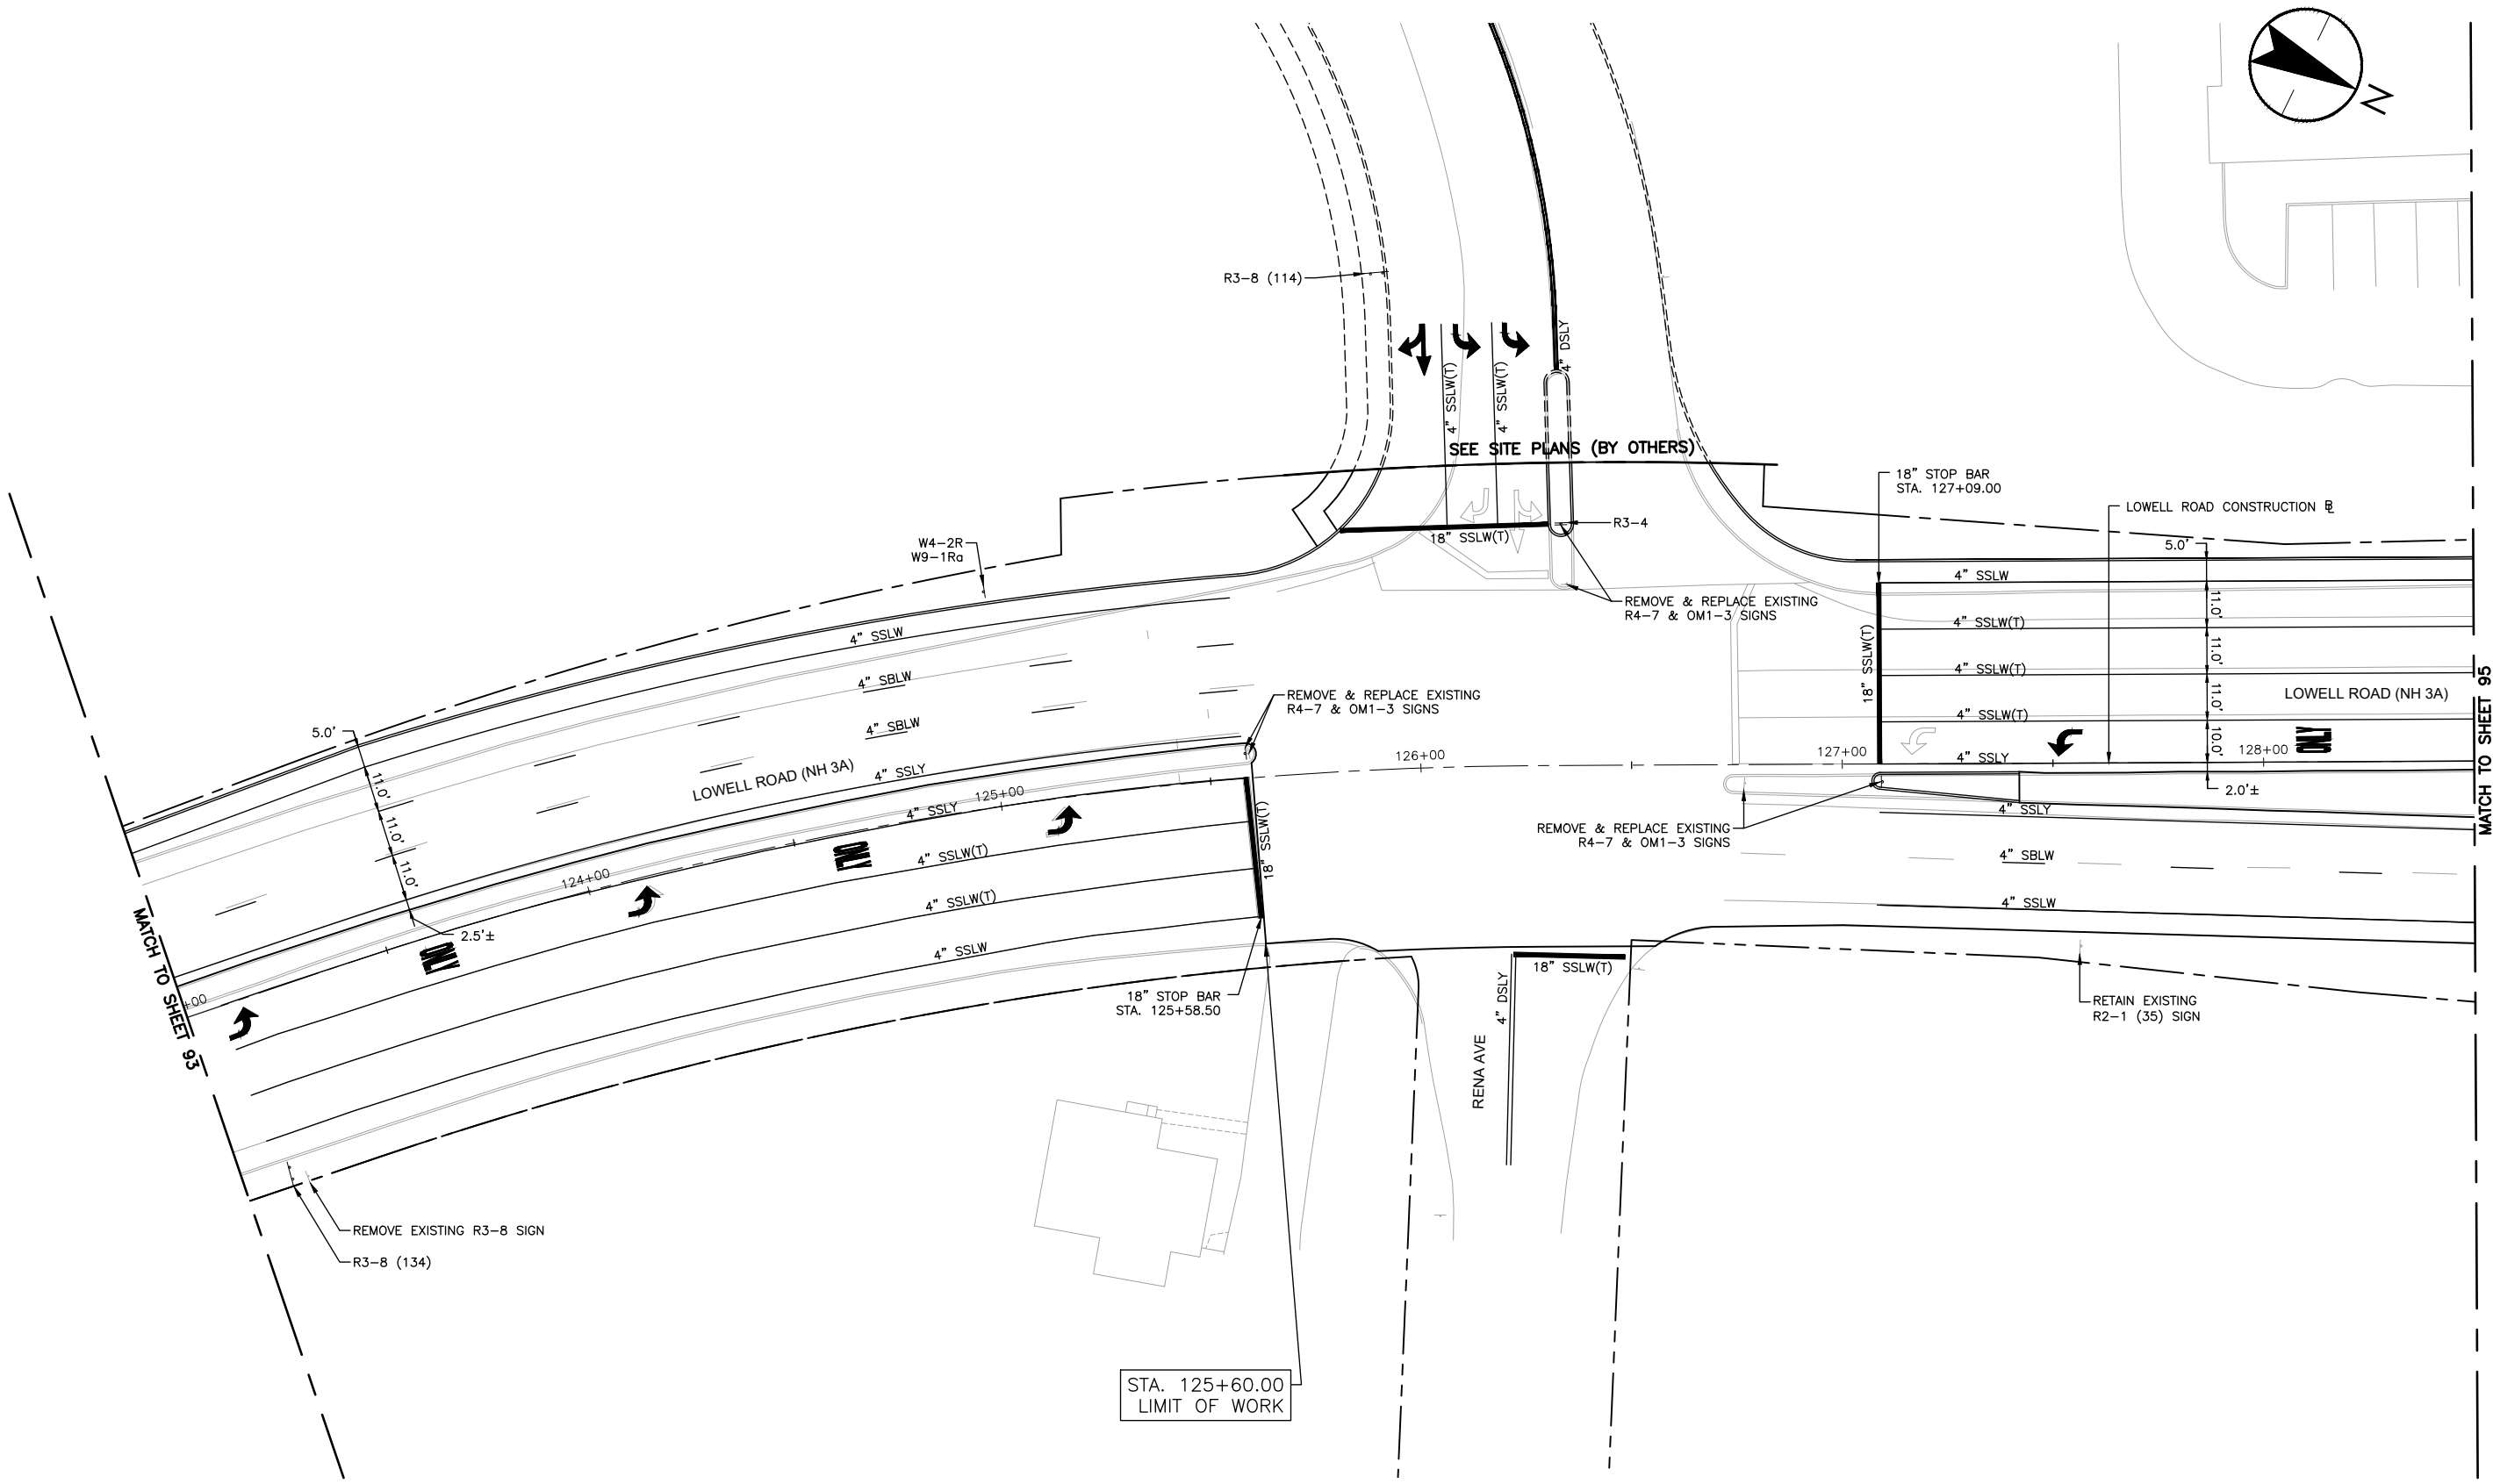 N
R3-8 (114)
4" SSLW(T)
4" SSLW(T)
4" DSLY
SEE SITE PLANS (BY OTHERS)
18" STOP BAR
STA. 127+09.00
LOWELL ROAD CONSTRUCTION BL
R3-4
18" SSLW(T)
W4-2R
W9-1Ra
5.0'
4" SSLW
REMOVE & REPLACE EXISTING
R4-7 & OM1-3 SIGNS
11.0'
4" SSLW(T)
18" SSLW(T)
4" SSLW
11.0'
4" SSLW(T)
4" SBLW
REMOVE & REPLACE EXISTING
R4-7 & OM1-3 SIGNS
11.0'
LOWELL ROAD (NH 3A)
4" SSLW(T)
4" SBLW
5.0'
10.0'
ONLY
4" SSLY
126+00
127+00
128+00
MATCH TO SHEET 95
11.0'
LOWELL ROAD (NH 3A)
4" SSLY
125+00
4" SSLY
2.0'±
4" SSLY
11.0'
REMOVE & REPLACE EXISTING
R4-7 & OM1-3 SIGNS
18" SSLW(T)
ONLY
4" SSLW(T)
4" SBLW
11.0'
124+00
4" SSLW(T)
4" SSLW
2.5'±
ONLY
4" SSLW
MATCH TO SHEET 93
+00
18" SSLW(T)
18" STOP BAR
STA. 125+58.50
4" DSLY
RENA AVE
RETAIN EXISTING
R2-1 (35) SIGN
REMOVE EXISTING R3-8 SIGN
R3-8 (134)
STA. 125+60.00
LIMIT OF WORK